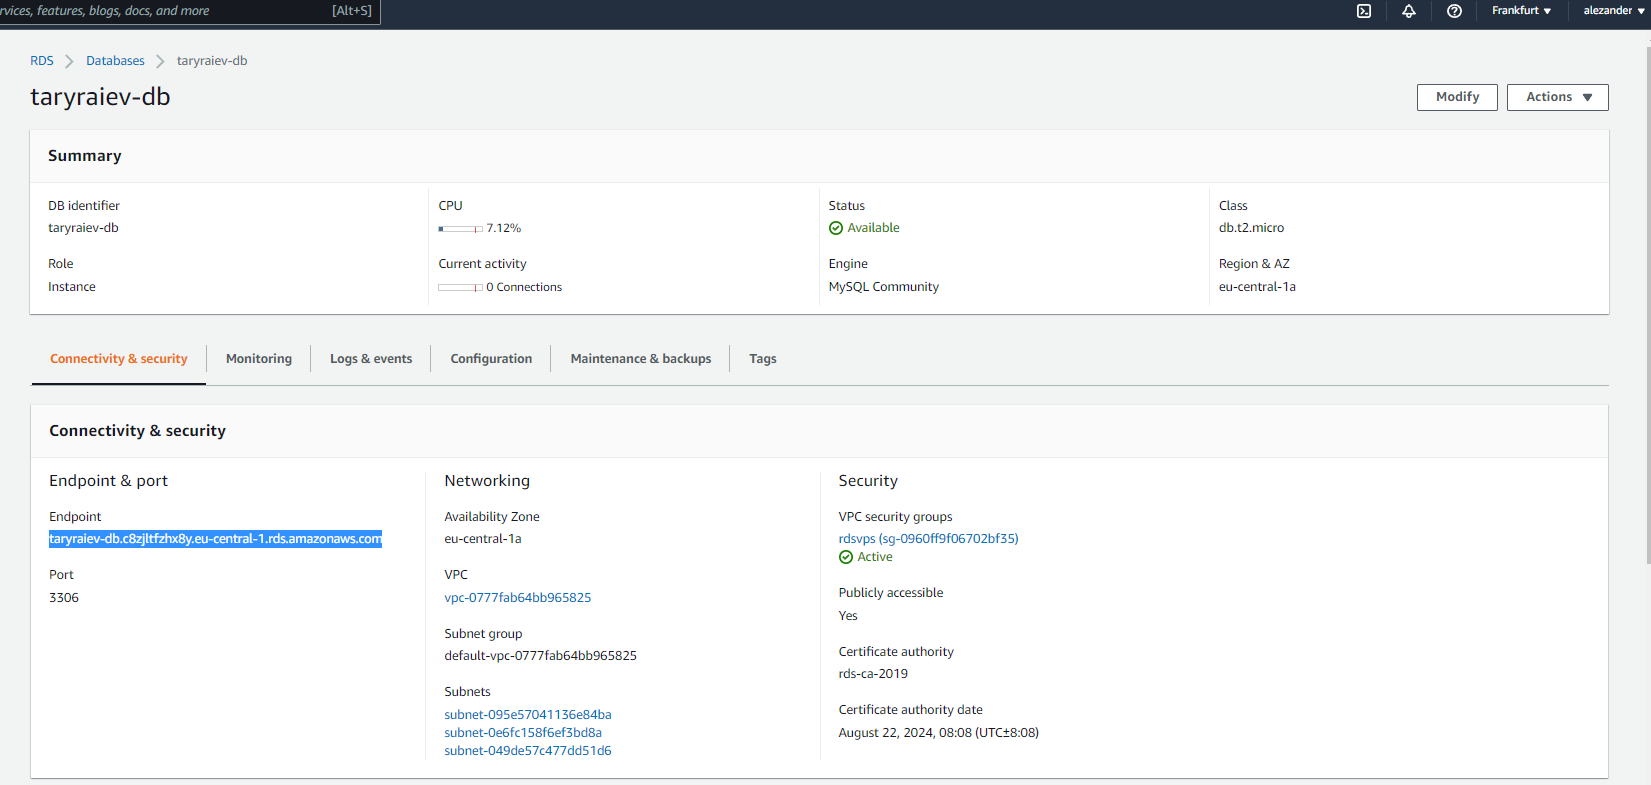 rvices, features, blogs, docs, and more [Alt+S] Frankfurt alezander
RDS Databases taryraiev-db
taryraiev-db
Modify Actions
Summary
DB identifier
taryraiev-db
Role
Instance
CPU
7.12%
Current activity
0 Connections
Status
Available
Engine
MySQL Community
Class
db.t2.micro
Region & AZ
eu-central-1a
Connectivity & security Monitoring Logs & events Configuration Maintenance & backups Tags
Connectivity & security
Endpoint & port
Endpoint
taryraiev-db.c8zjltfzhx8y.eu-central-1.rds.amazonaws.com
Port
3306
Networking
Availability Zone
eu-central-1a
VPC
vpc-0777fab64bb965825
Subnet group
default-vpc-0777fab64bb965825
Subnets
subnet-095e57041136e84ba
subnet-0e6fc158f6ef3bd8a
subnet-049de57c477dd51d6
Security
VPC security groups
rdsvps (sg-0960ff9f06702bf35)
Active
Publicly accessible
Yes
Certificate authority
rds-ca-2019
Certificate authority date
August 22, 2024, 08:08 (UTC±8:08)